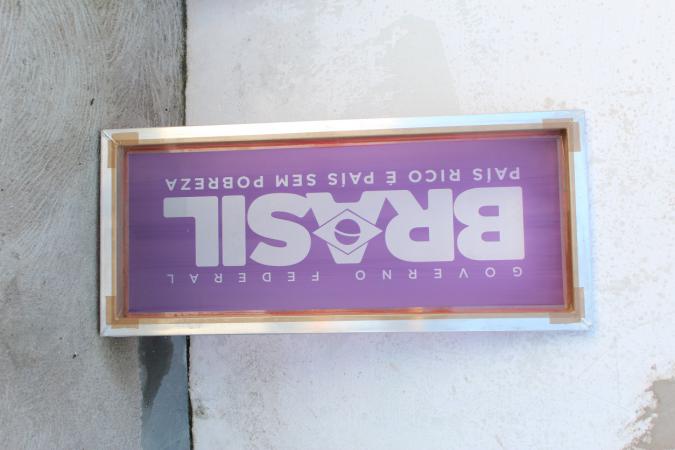 GOVERNO FEDERAL
BRASIL
PAÍS RICO É PAÍS SEM POBREZA